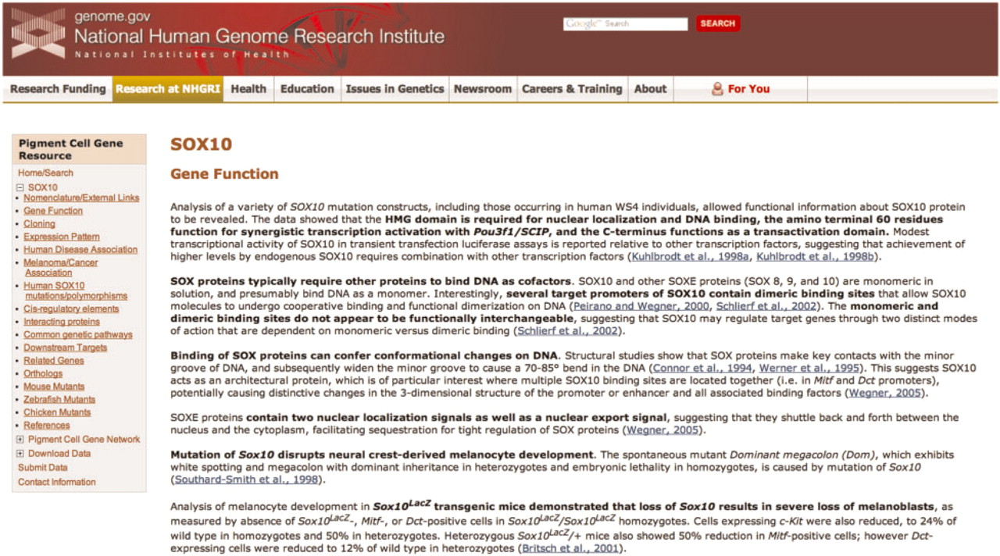 genome.gov
National Human Genome Research Institute
National Institutes of Health
Google™ Search
SEARCH
Research Funding
Research at NHGRI
Health
Education
Issues in Genetics
Newsroom
Careers & Training
About
For You
Pigment Cell Gene
Resource
Home/Search
SOX10
Nomenclature/External Links
Gene Function
Cloning
Expression Pattern
Human Disease Association
Melanoma/Cancer
Association
Human SOX10
mutations/polymorphisms
Cis-regulatory elements
Interacting proteins
Common genetic pathways
Downstream Targets
Related Genes
Orthologs
Mouse Mutants
Zebrafish Mutants
Chicken Mutants
References
Pigment Cell Gene Network
Download Data
Submit Data
Contact Information
SOX10
Gene Function
Analysis of a variety of SOX10 mutation constructs, including those occurring in human WS4 individuals, allowed functional information about SOX10 protein
to be revealed. The data showed that the HMG domain is required for nuclear localization and DNA binding, the amino terminal 60 residues
function for synergistic transcription activation with Pou3f1/SCIP, and the C-terminus functions as a transactivation domain. Modest
transcriptional activity of SOX10 in transient transfection luciferase assays is reported relative to other transcription factors, suggesting that achievement of
higher levels by endogenous SOX10 requires combination with other transcription factors (Kuhlbrodt et al., 1998a, Kuhlbrodt et al., 1998b).
SOX proteins typically require other proteins to bind DNA as cofactors. SOX10 and other SOXE proteins (SOX 8, 9, and 10) are monomeric in
solution, and presumably bind DNA as a monomer. Interestingly, several target promoters of SOX10 contain dimeric binding sites that allow SOX10
molecules to undergo cooperative binding and functional dimerization on DNA (Peirano and Wegner, 2000, Schlierf et al., 2002). The monomeric and
dimeric binding sites do not appear to be functionally interchangeable, suggesting that SOX10 may regulate target genes through two distinct modes
of action that are dependent on monomeric versus dimeric binding (Schlierf et al., 2002).
Binding of SOX proteins can confer conformational changes on DNA. Structural studies show that SOX proteins make key contacts with the minor
groove of DNA, and subsequently widen the minor groove to cause a 70-85° bend in the DNA (Connor et al., 1994, Werner et al., 1995). This suggests SOX10
acts as an architectural protein, which is of particular interest where multiple SOX10 binding sites are located together (i.e. in Mitf and Dct promoters),
potentially causing distinctive changes in the 3-dimensional structure of the promoter or enhancer and all associated binding factors (Wegner, 2005).
SOXE proteins contain two nuclear localization signals as well as a nuclear export signal, suggesting that they shuttle back and forth between the
nucleus and the cytoplasm, facilitating sequestration for tight regulation of SOX proteins (Wegner, 2005).
Mutation of Sox10 disrupts neural crest-derived melanocyte development. The spontaneous mutant Dominant megacolon (Dom), which exhibits
white spotting and megacolon with dominant inheritance in heterozygotes and embryonic lethality in homozygotes, is caused by mutation of Sox10
(Southard-Smith et al., 1998).
Analysis of melanocyte development in Sox10LacZ transgenic mice demonstrated that loss of Sox10 results in severe loss of melanoblasts, as
measured by absence of Sox10LacZ-, Mitf-, or Dct-positive cells in Sox10LacZ/Sox10LacZ homozygotes. Cells expressing c-Kit were also reduced, to 24% of
wild type in homozygotes and 50% in heterozygotes. Heterozygous Sox10LacZ/+ mice also showed 50% reduction in Mitf-positive cells; however Dct-
expressing cells were reduced to 12% of wild type in heterozygotes (Britsch et al., 2001).